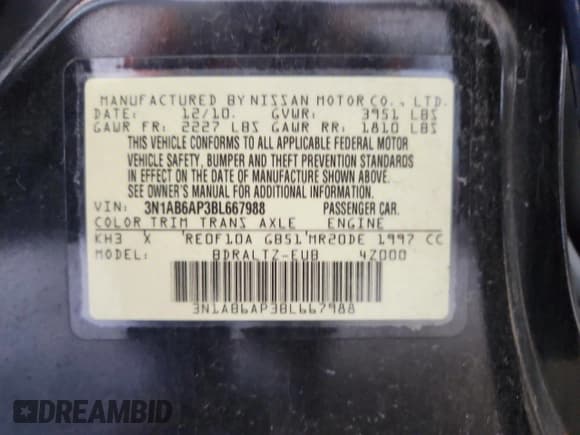 MANUFACTURED BY NISSAN MOTOR CO., LTD.
DATE: 12/10. GVWR: 3951 LBS
GAWR FR: 2227 LBS GAWR RR: 1810 LBS
THIS VEHICLE CONFORMS TO ALL APPLICABLE FEDERAL MOTOR
VEHICLE SAFETY, BUMPER AND THEFT PREVENTION STANDARDS
IN EFFECT ON THE DATE OF MANUFACTURE SHOWN ABOVE.
SEE OWNER'S MANUAL FOR ADDITIONAL INFORMATION.
VIN: 3N1AB6AP3BL667988 PASSENGER CAR.
COLOR TRIM TRANS AXLE ENGINE
KH3 X 'RE0F10A GB51'MR20DE 1997 CC
MODEL: BDRALTZ-EUB 4Z000
3N1AB6AP3BL667988
DREAMBID